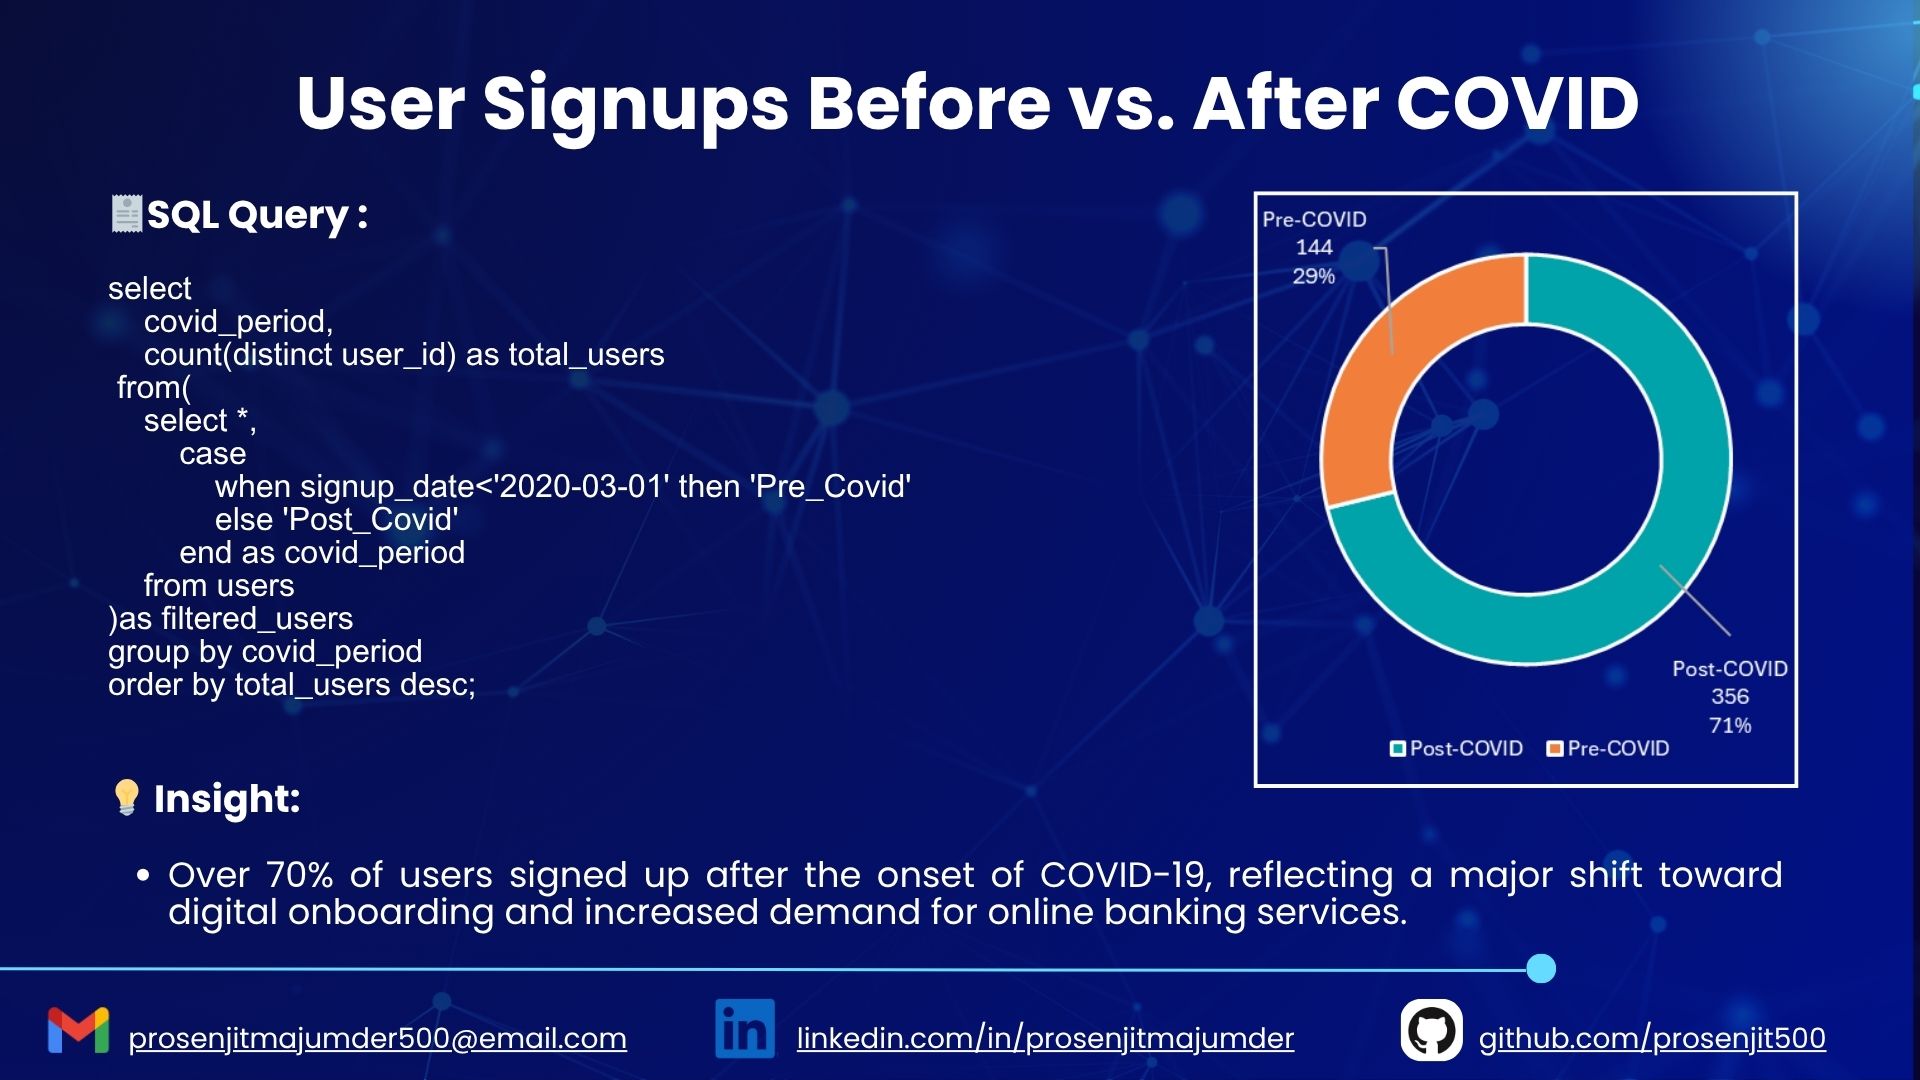 User Signups Before vs. After COVID
SQL Query :
select
covid_period,
count(distinct user_id) as total_users
from(
select *,
case
when signup_date<'2020-03-01' then 'Pre_Covid'
else 'Post_Covid'
end as covid_period
from users
)as filtered_users
group by covid_period
order by total_users desc;
Pre-COVID
144
29%
Post-COVID
356
71%
Post-COVID Pre-COVID
Insight:
• Over 70% of users signed up after the onset of COVID-19, reflecting a major shift toward
digital onboarding and increased demand for online banking services.
prosenjitmajumder500@email.com
in linkedin.com/in/prosenjitmajumder
github.com/prosenjit500